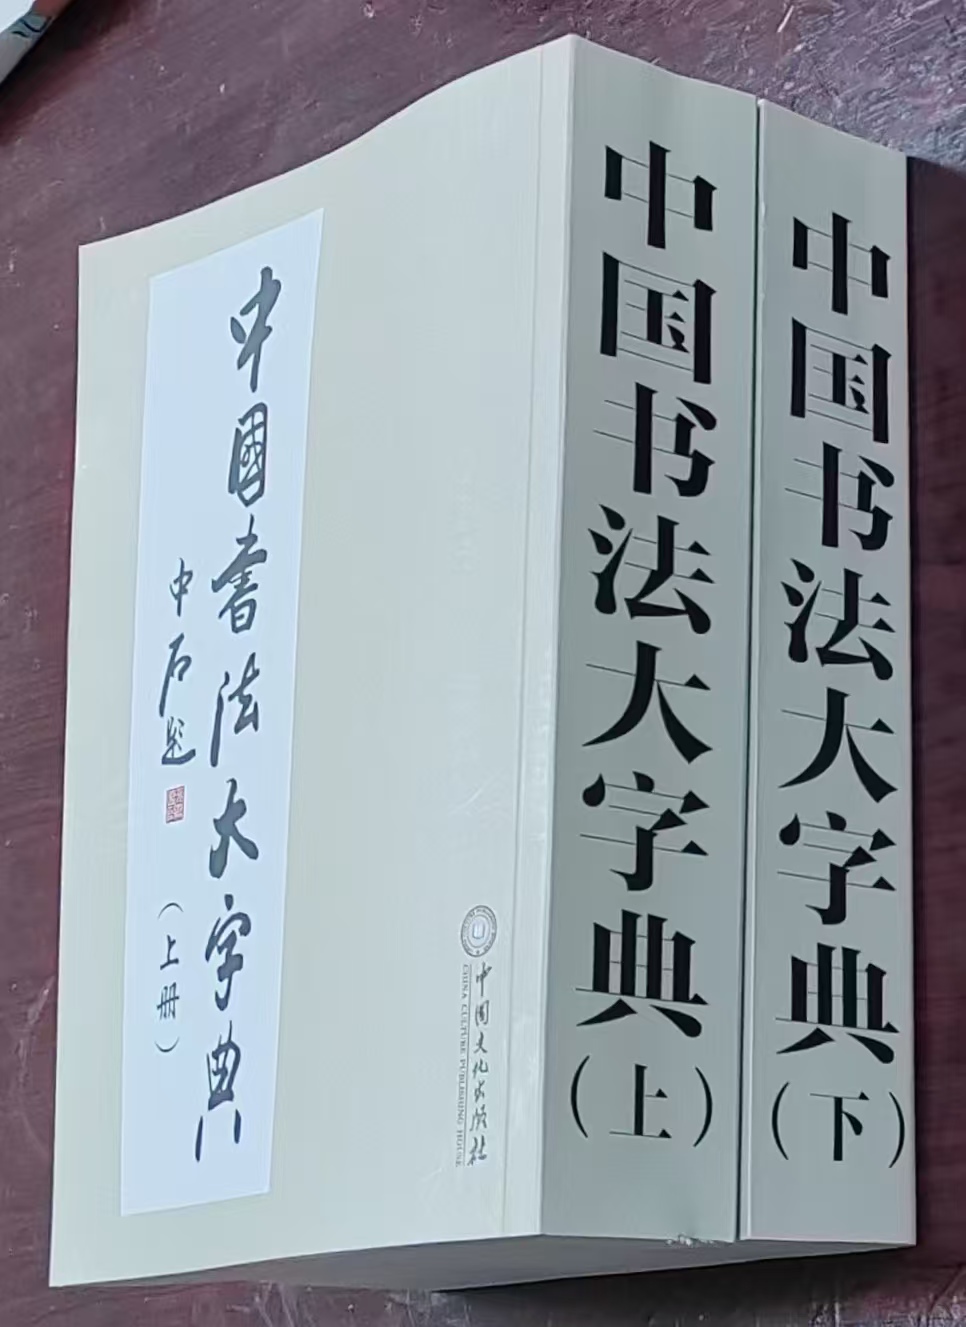 中國書法大字典
中石题
（上册）
中国文化出版社
CHINA CULTURE PUBLISHING HOUSE
中国书法大字典（上）
中国书法大字典（下）